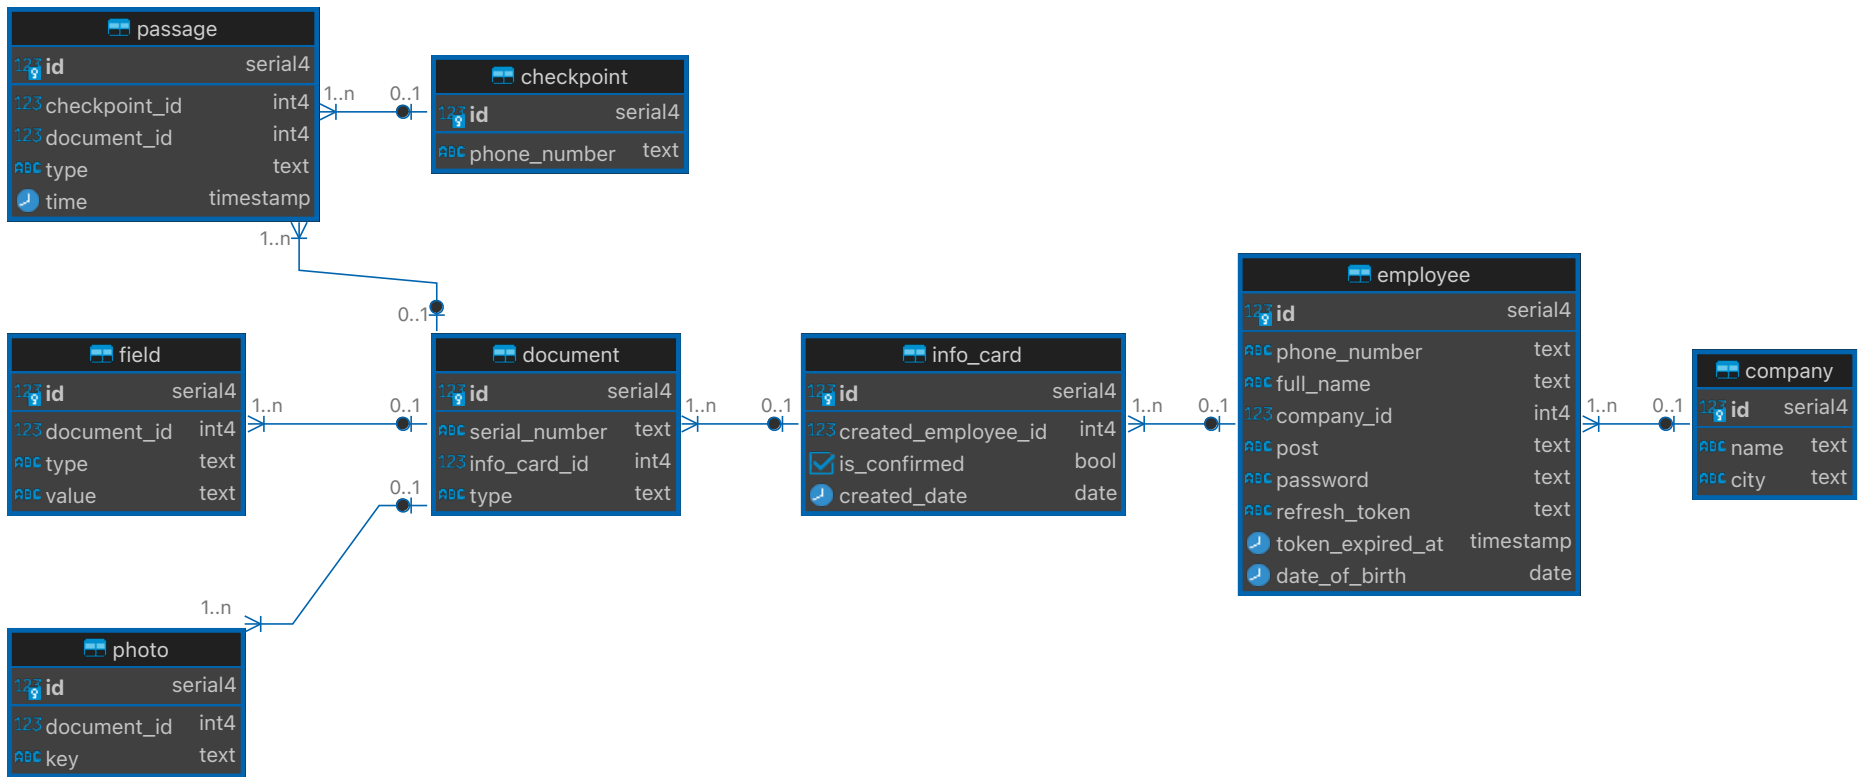 passage
id serial4
checkpoint_id int4
document_id int4
type text
time timestamp
1..n 0..1
checkpoint
id serial4
phone_number text
1..n
0..1
field
id serial4
document_id int4
type text
value text
1..n 0..1
document
id serial4
serial_number text
info_card_id int4
type text
1..n 0..1
info_card
id serial4
created_employee_id int4
is_confirmed bool
created_date date
1..n 0..1
employee
id serial4
phone_number text
full_name text
company_id int4
post text
password text
refresh_token text
token_expired_at timestamp
date_of_birth date
1..n 0..1
company
id serial4
name text
city text
0..1
1..n
photo
id serial4
document_id int4
key text